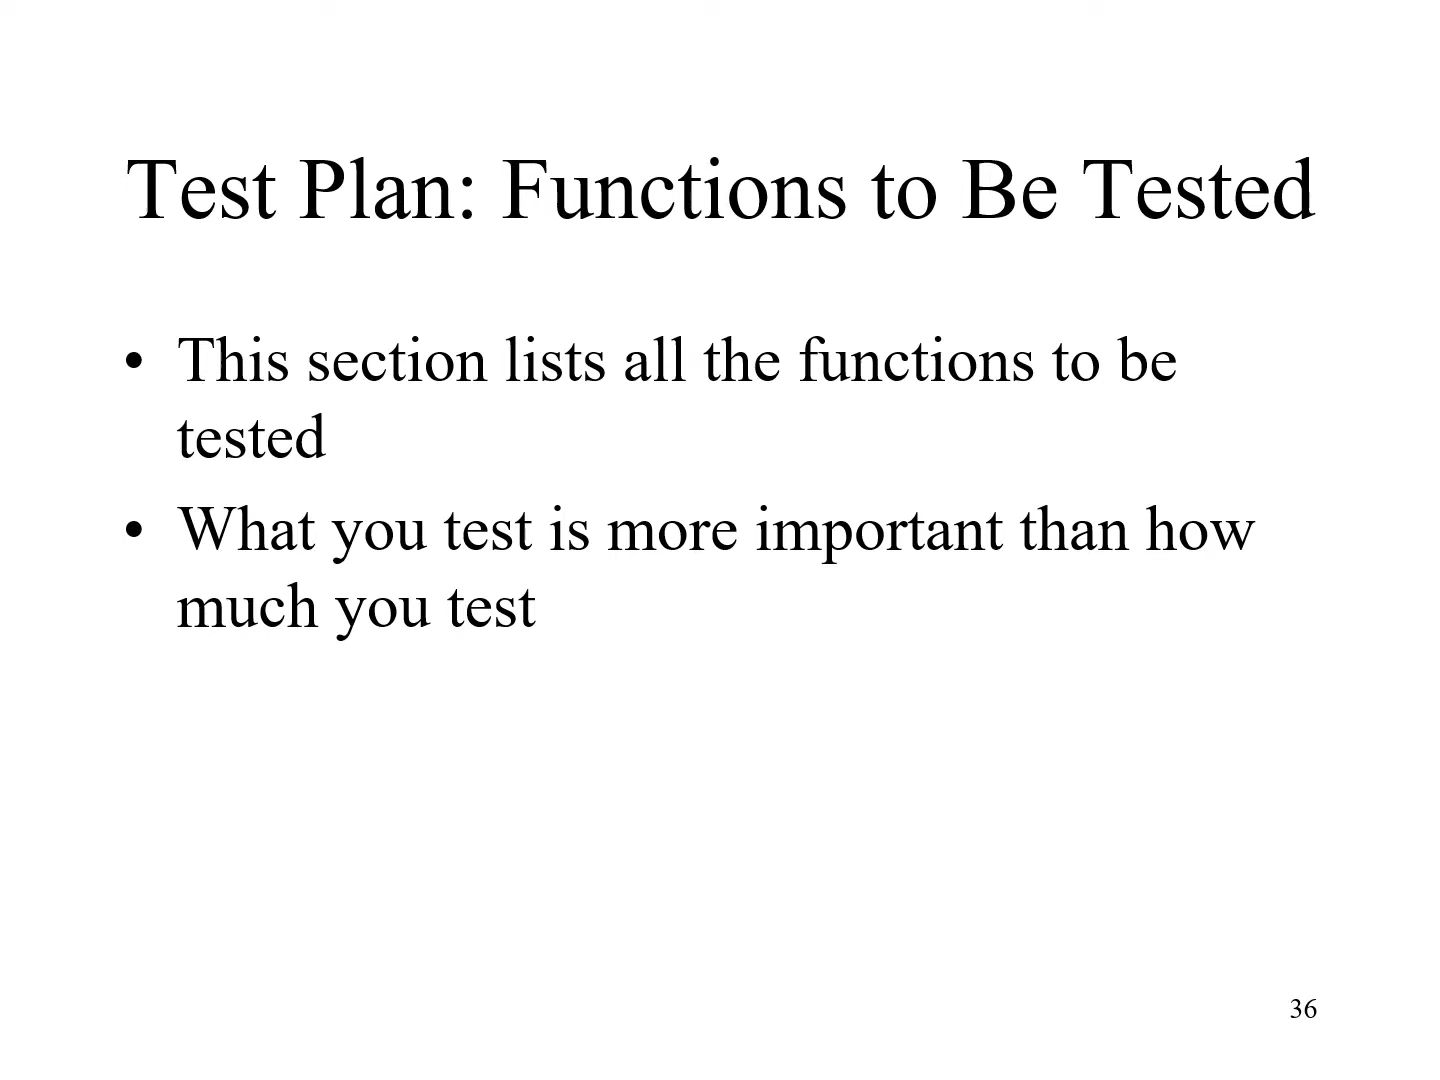 Test Plan: Functions to Be Tested
• This section lists all the functions to be
tested
• What you test is more important than how
much you test
36